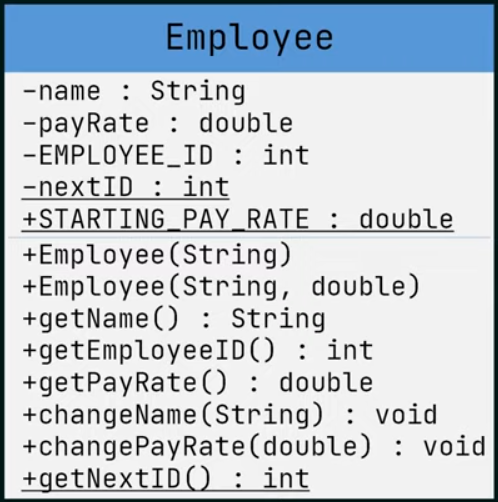 Employee
-name : String
-payRate : double
-EMPLOYEE_ID : int
-nextID : int
+STARTING_PAY_RATE : double
+Employee(String)
+Employee(String, double)
+getName() : String
+getEmployeeID() : int
+getPayRate() : double
+changeName(String) : void
+changePayRate(double) : void
+getNextID() : int